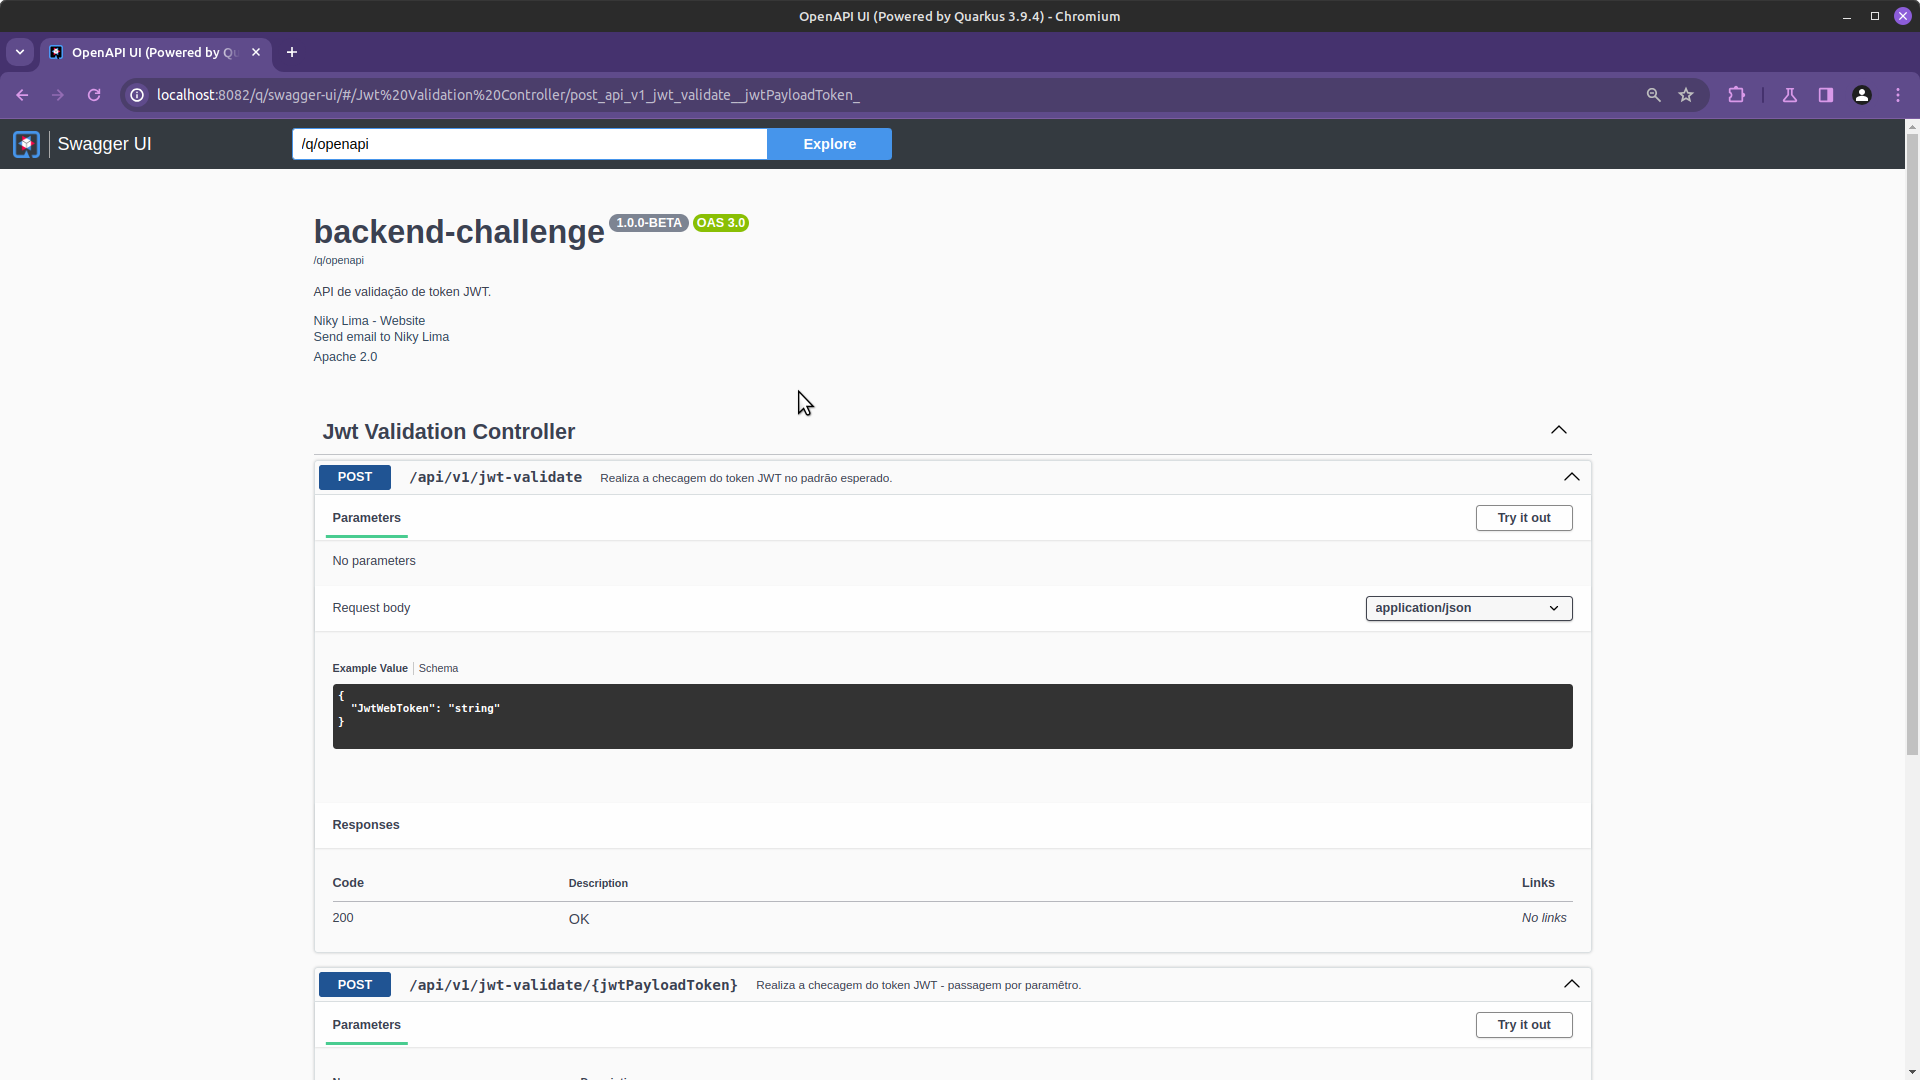 OpenAPI UI (Powered by Quarkus 3.9.4) - Chromium
OpenAPI UI (Powered by Qu
localhost:8082/q/swagger-ui/#/Jwt%20Validation%20Controller/post_api_v1_jwt_validate__jwtPayloadToken_
Swagger UI
/q/openapi
Explore
backend-challenge 1.0.0-BETA OAS 3.0
/q/openapi
API de validação de token JWT.
Niky Lima - Website
Send email to Niky Lima
Apache 2.0
Jwt Validation Controller
POST /api/v1/jwt-validate Realiza a checagem do token JWT no padrão esperado.
Parameters
Try it out
No parameters
Request body
application/json
Example Value Schema
{
"JwtWebToken": "string"
}
Responses
Code Description Links
200 OK No links
POST /api/v1/jwt-validate/{jwtPayloadToken} Realiza a checagem do token JWT - passagem por paramêtro.
Parameters
Try it out